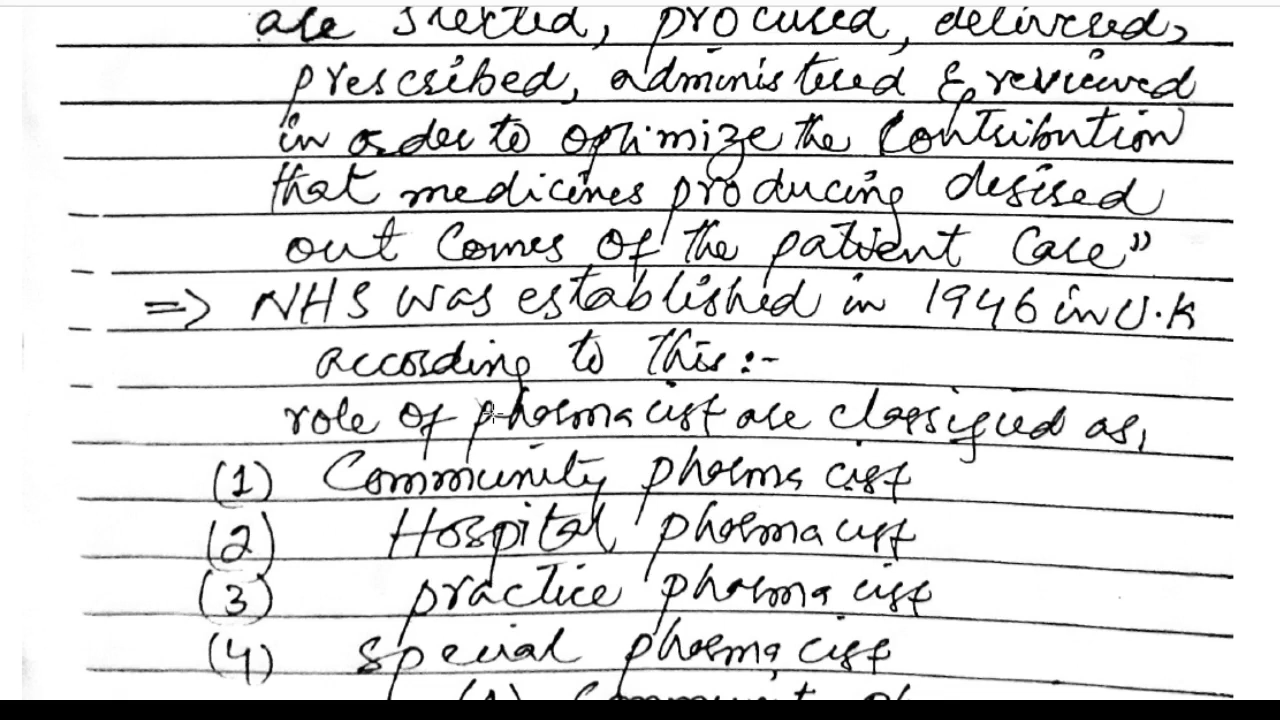 are slected, procured, delivered,
prescribed, administered & reviewed
in order to optimize the Contribution
that medicines producing desired
out Comes of the patient Care"
=> NHS was established in 1946 in U.K
according to this :-
role of pharmacist are classified as,
(1) Community pharmacist
(2) Hospital pharmacist
(3) practice pharmacist
(4) Special pharmacist